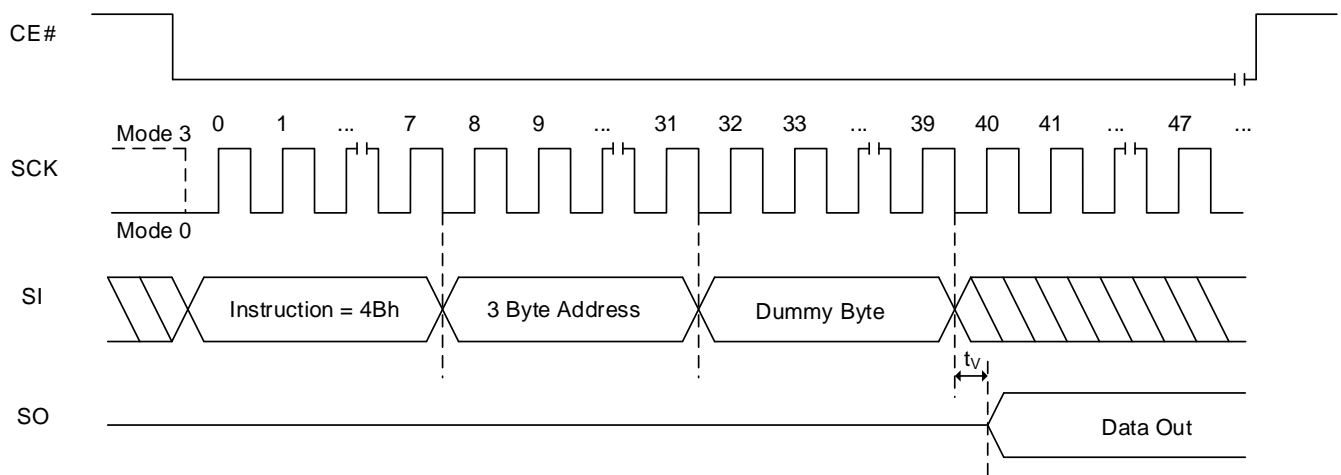 CE#
Mode 3
0 1 ... 7 8 9 ... 31 32 33 ... 39 40 41 ... 47 ...
SCK
Mode 0
SI
Instruction = 4Bh
3 Byte Address
Dummy Byte
tV
SO
Data Out